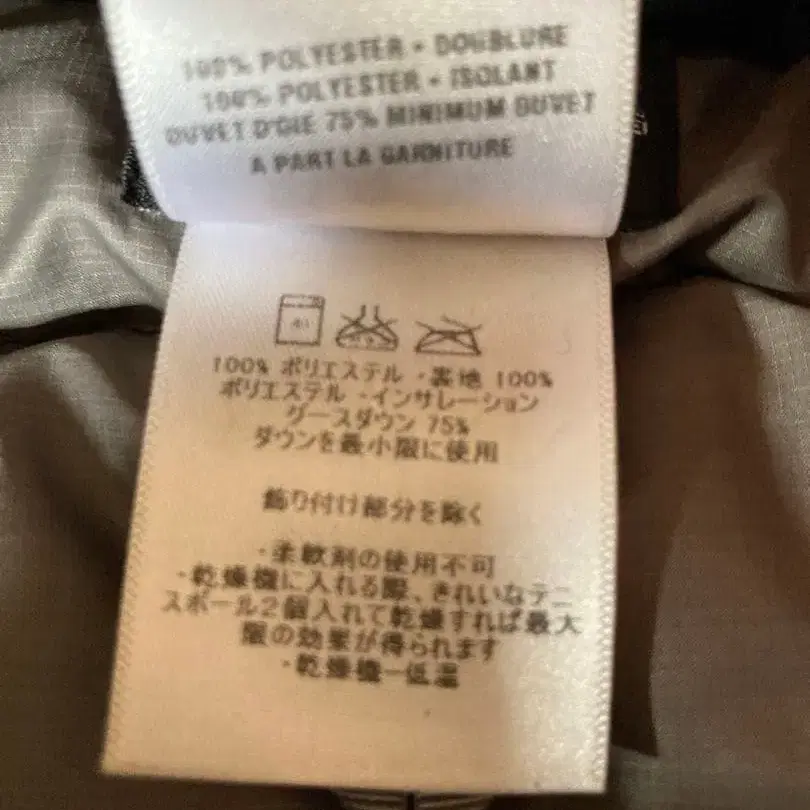 100% POLYESTER • DOUBLURE
100% POLYESTER • ISOLANT
DUVET D'OIE 75% MINIMUM DUVET
A PART LA GARNITURE
100% ポリエステル ・裏地 100%
ポリエステル ・インサレーション
グースダウン 75%
ダウンを最小限に使用
飾り付け部分を除く
・柔軟剤の使用不可
・乾燥機に入れる際、きれいなテニ
スボール2個入れて乾燥すれば最大
限の効果が得られます
・乾燥機ー低温